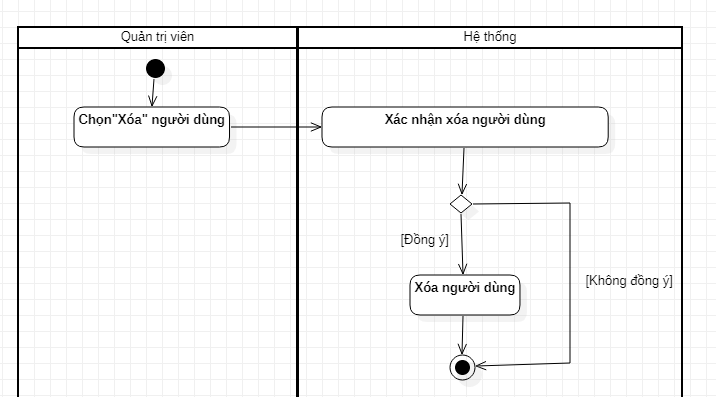 Quản trị viên
Hệ thống
Chọn"Xóa" người dùng
Xác nhận xóa người dùng
[Đồng ý]
[Không đồng ý]
Xóa người dùng